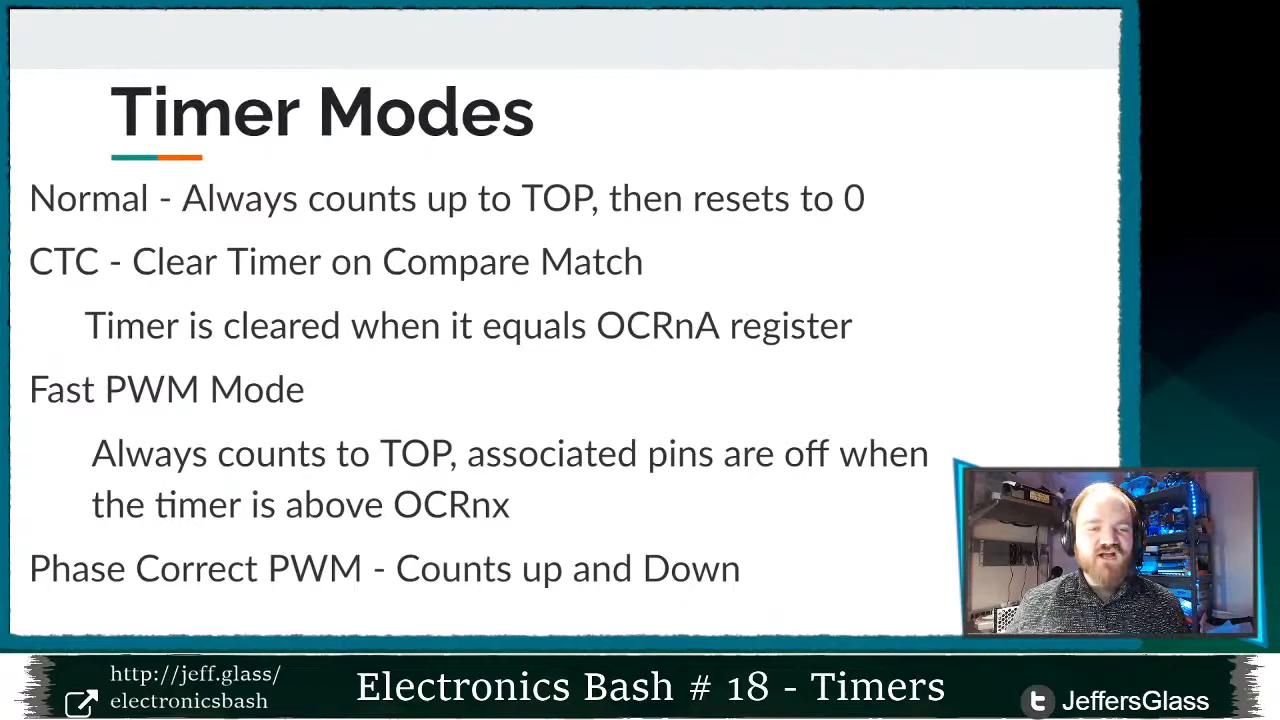 Timer Modes
Normal - Always counts up to TOP, then resets to 0
CTC - Clear Timer on Compare Match
Timer is cleared when it equals OCRnA register
Fast PWM Mode
Always counts to TOP, associated pins are off when
the timer is above OCRnx
Phase Correct PWM - Counts up and Down
http://jeff.glass/
electronicsbash
Electronics Bash # 18 - Timers
JeffersGlass